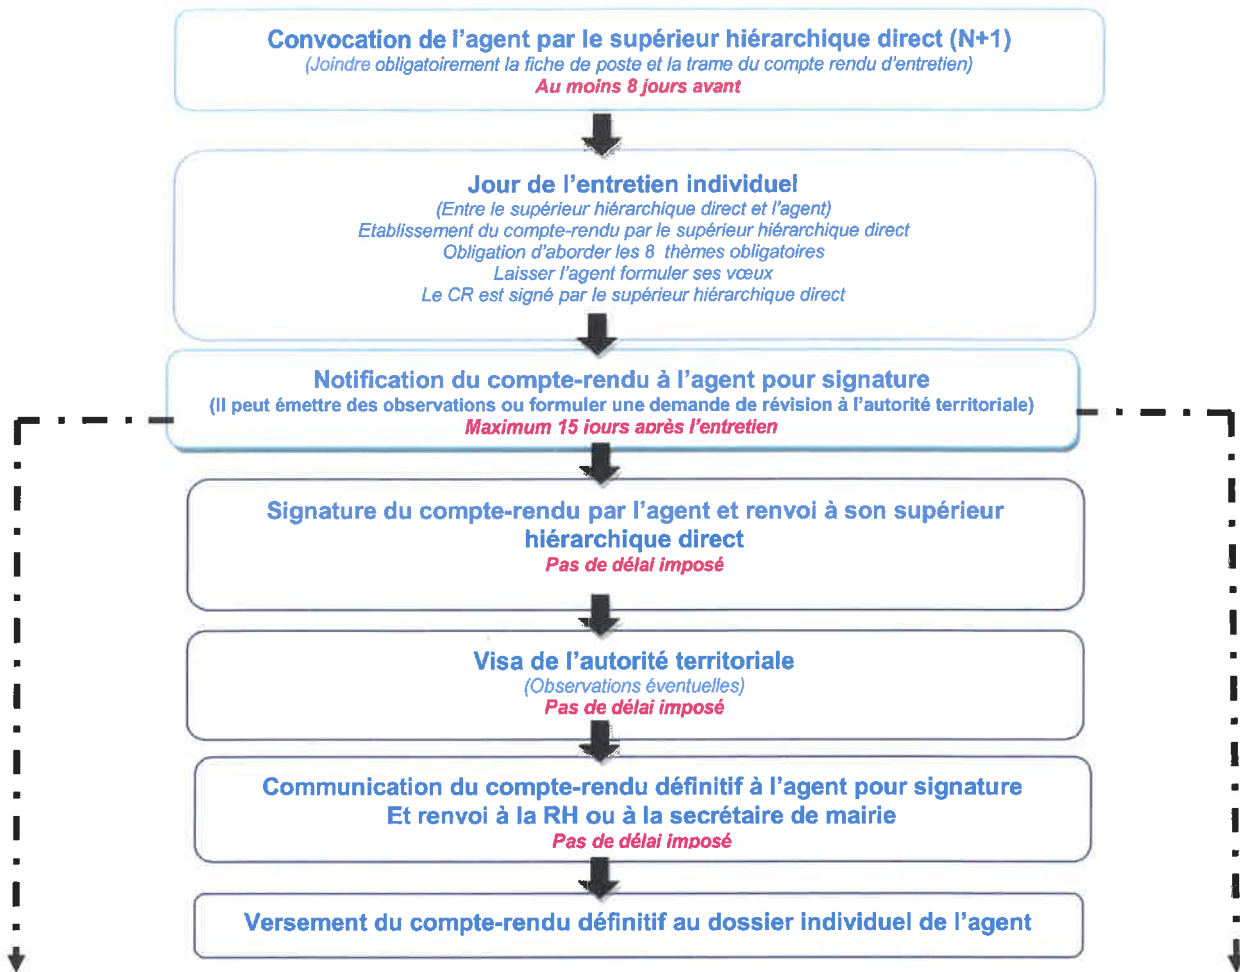 Convocation de l'agent par le supérieur hiérarchique direct (N+1)
(Joindre obligatoirement la fiche de poste et la trame du compte rendu d'entretien)
Au moins 8 jours avant
Jour de l'entretien individuel
(Entre le supérieur hiérarchique direct et l'agent)
Etablissement du compte-rendu par le supérieur hiérarchique direct
Obligation d'aborder les 8 thèmes obligatoires
Laisser l'agent formuler ses vœux
Le CR est signé par le supérieur hiérarchique direct
Notification du compte-rendu à l'agent pour signature
(Il peut émettre des observations ou formuler une demande de révision à l'autorité territoriale)
Maximum 15 jours après l'entretien
Signature du compte-rendu par l'agent et renvoi à son supérieur
hiérarchique direct
Pas de délai imposé
Visa de l'autorité territoriale
(Observations éventuelles)
Pas de délai imposé
Communication du compte-rendu définitif à l'agent pour signature
Et renvoi à la RH ou à la secrétaire de mairie
Pas de délai imposé
Versement du compte-rendu définitif au dossier individuel de l'agent